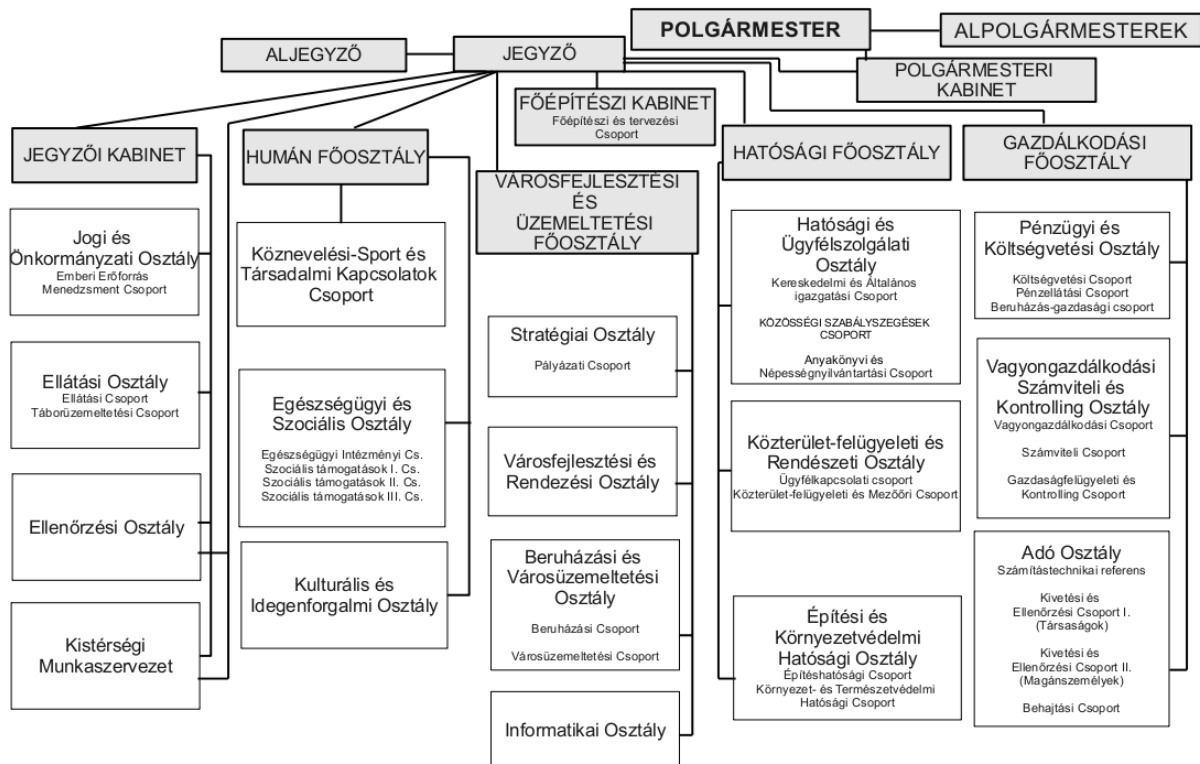 POLGÁRMESTER
ALPOLGÁRMESTEREK
ALJEGYZŐ
JEGYZŐ
POLGÁRMESTERI
KABINET
FŐÉPÍTÉSZI KABINET
Főépítészi és tervezési
Csoport
JEGYZŐI KABINET
Jogi és
Önkormányzati Osztály
Emberi Erőforrás
Menedzsment Csoport
Ellátási Osztály
Ellátási Csoport
Táborüzemeltetési Csoport
Ellenőrzési Osztály
Kistérségi
Munkaszervezet
HUMÁN FŐOSZTÁLY
Köznevelési-Sport és
Társadalmi Kapcsolatok
Csoport
Egészségügyi és
Szociális Osztály
Egészségügyi Intézményi Cs.
Szociális támogatások I. Cs.
Szociális támogatások II. Cs.
Szociális támogatások III. Cs.
Kulturális és
Idegenforgalmi Osztály
VÁROSFEJLESZTÉSI
ÉS
ÜZEMELTETÉSI
FŐOSZTÁLY
Stratégiai Osztály
Pályázati Csoport
Városfejlesztési és
Rendezési Osztály
Beruházási és
Városüzemeltetési
Osztály
Beruházási Csoport
Városüzemeltetési Csoport
Informatikai Osztály
HATÓSÁGI FŐOSZTÁLY
Hatósági és
Ügyfélszolgálati
Osztály
Kereskedelmi és Általános
igazgatási Csoport
KÖZÖSSÉGI SZABÁLYSZEGÉSEK
CSOPORT
Anyakönyvi és
Népességnyilvántartási Csoport
Közterület-felügyeleti és
Rendészeti Osztály
Ügyfélkapcsolati csoport
Közterület-felügyeleti és Mezőőri Csoport
Építési és
Környezetvédelmi
Hatósági Osztály
Építéshatósági Csoport
Környezet- és Természetvédelmi
Hatósági Csoport
GAZDÁLKODÁSI
FŐOSZTÁLY
Pénzügyi és
Költségvetési Osztály
Költségvetési Csoport
Pénzellátási Csoport
Beruházás-gazdasági csoport
Vagyongazdálkodási
Számviteli és
Kontrolling Osztály
Vagyongazdálkodási Csoport
Számviteli Csoport
Gazdaságfelügyeleti és
Kontrolling Csoport
Adó Osztály
Számítástechnikai referens
Kivetési és
Ellenőrzési Csoport I.
(Társaságok)
Kivetési és
Ellenőrzési Csoport II.
(Magánszemélyek)
Behajtási Csoport